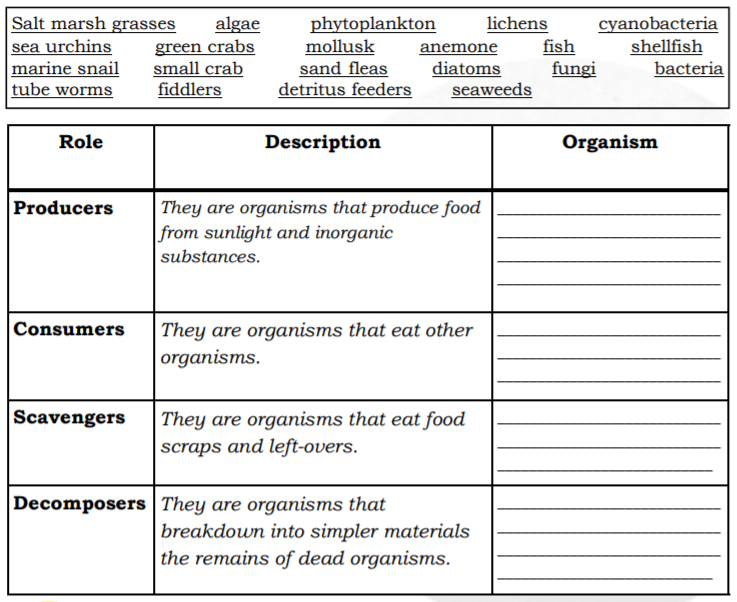 Salt marsh grasses algae phytoplankton lichens cyanobacteria
sea urchins green crabs mollusk anemone fish shellfish
marine snail small crab sand fleas diatoms fungi bacteria
tube worms fiddlers detritus feeders seaweeds
Role Description Organism
Producers They are organisms that produce food
from sunlight and inorganic
substances.
Consumers They are organisms that eat other
organisms.
Scavengers They are organisms that eat food
scraps and left-overs.
Decomposers They are organisms that
breakdown into simpler materials
the remains of dead organisms.